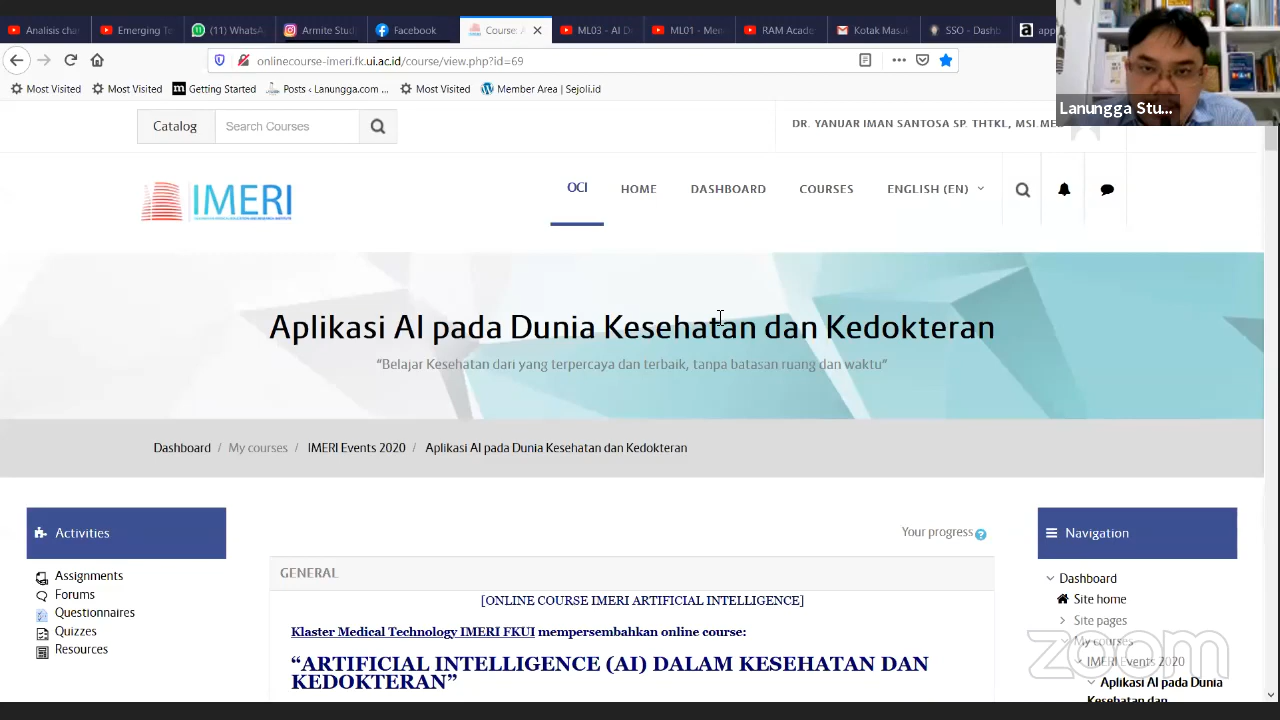 Analisis cha
Emerging Te
(11) WhatsA
Armite Stud
Facebook
Course: A
ML03 - AI D
ML01 - Men
RAM Acade
Kotak Masuk
SSO - Dashb
app
onlinecourse-imeri.fk.ui.ac.id/course/view.php?id=69
Most Visited
Most Visited
Getting Started
Posts ‹ Lanungga.com ...
Most Visited
Member Area | Sejoli.id
Lanungga Stu...
Catalog
Search Courses
DR. YANUAR IMAN SANTOSA SP. THTKL, MSI.MED
IMERI
OCI
HOME
DASHBOARD
COURSES
ENGLISH (EN)
Aplikasi AI pada Dunia Kesehatan dan Kedokteran
“Belajar Kesehatan dari yang terpercaya dan terbaik, tanpa batasan ruang dan waktu”
Dashboard / My courses / IMERI Events 2020 / Aplikasi AI pada Dunia Kesehatan dan Kedokteran
Activities
Assignments
Forums
Questionnaires
Quizzes
Resources
Your progress
GENERAL
[ONLINE COURSE IMERI ARTIFICIAL INTELLIGENCE]
Klaster Medical Technology IMERI FKUI mempersembahkan online course:
“ARTIFICIAL INTELLIGENCE (AI) DALAM KESEHATAN DAN
KEDOKTERAN”
Navigation
Dashboard
Site home
Site pages
My courses
IMERI Events 2020
Aplikasi AI pada Dunia
Kesehatan dan
zoom